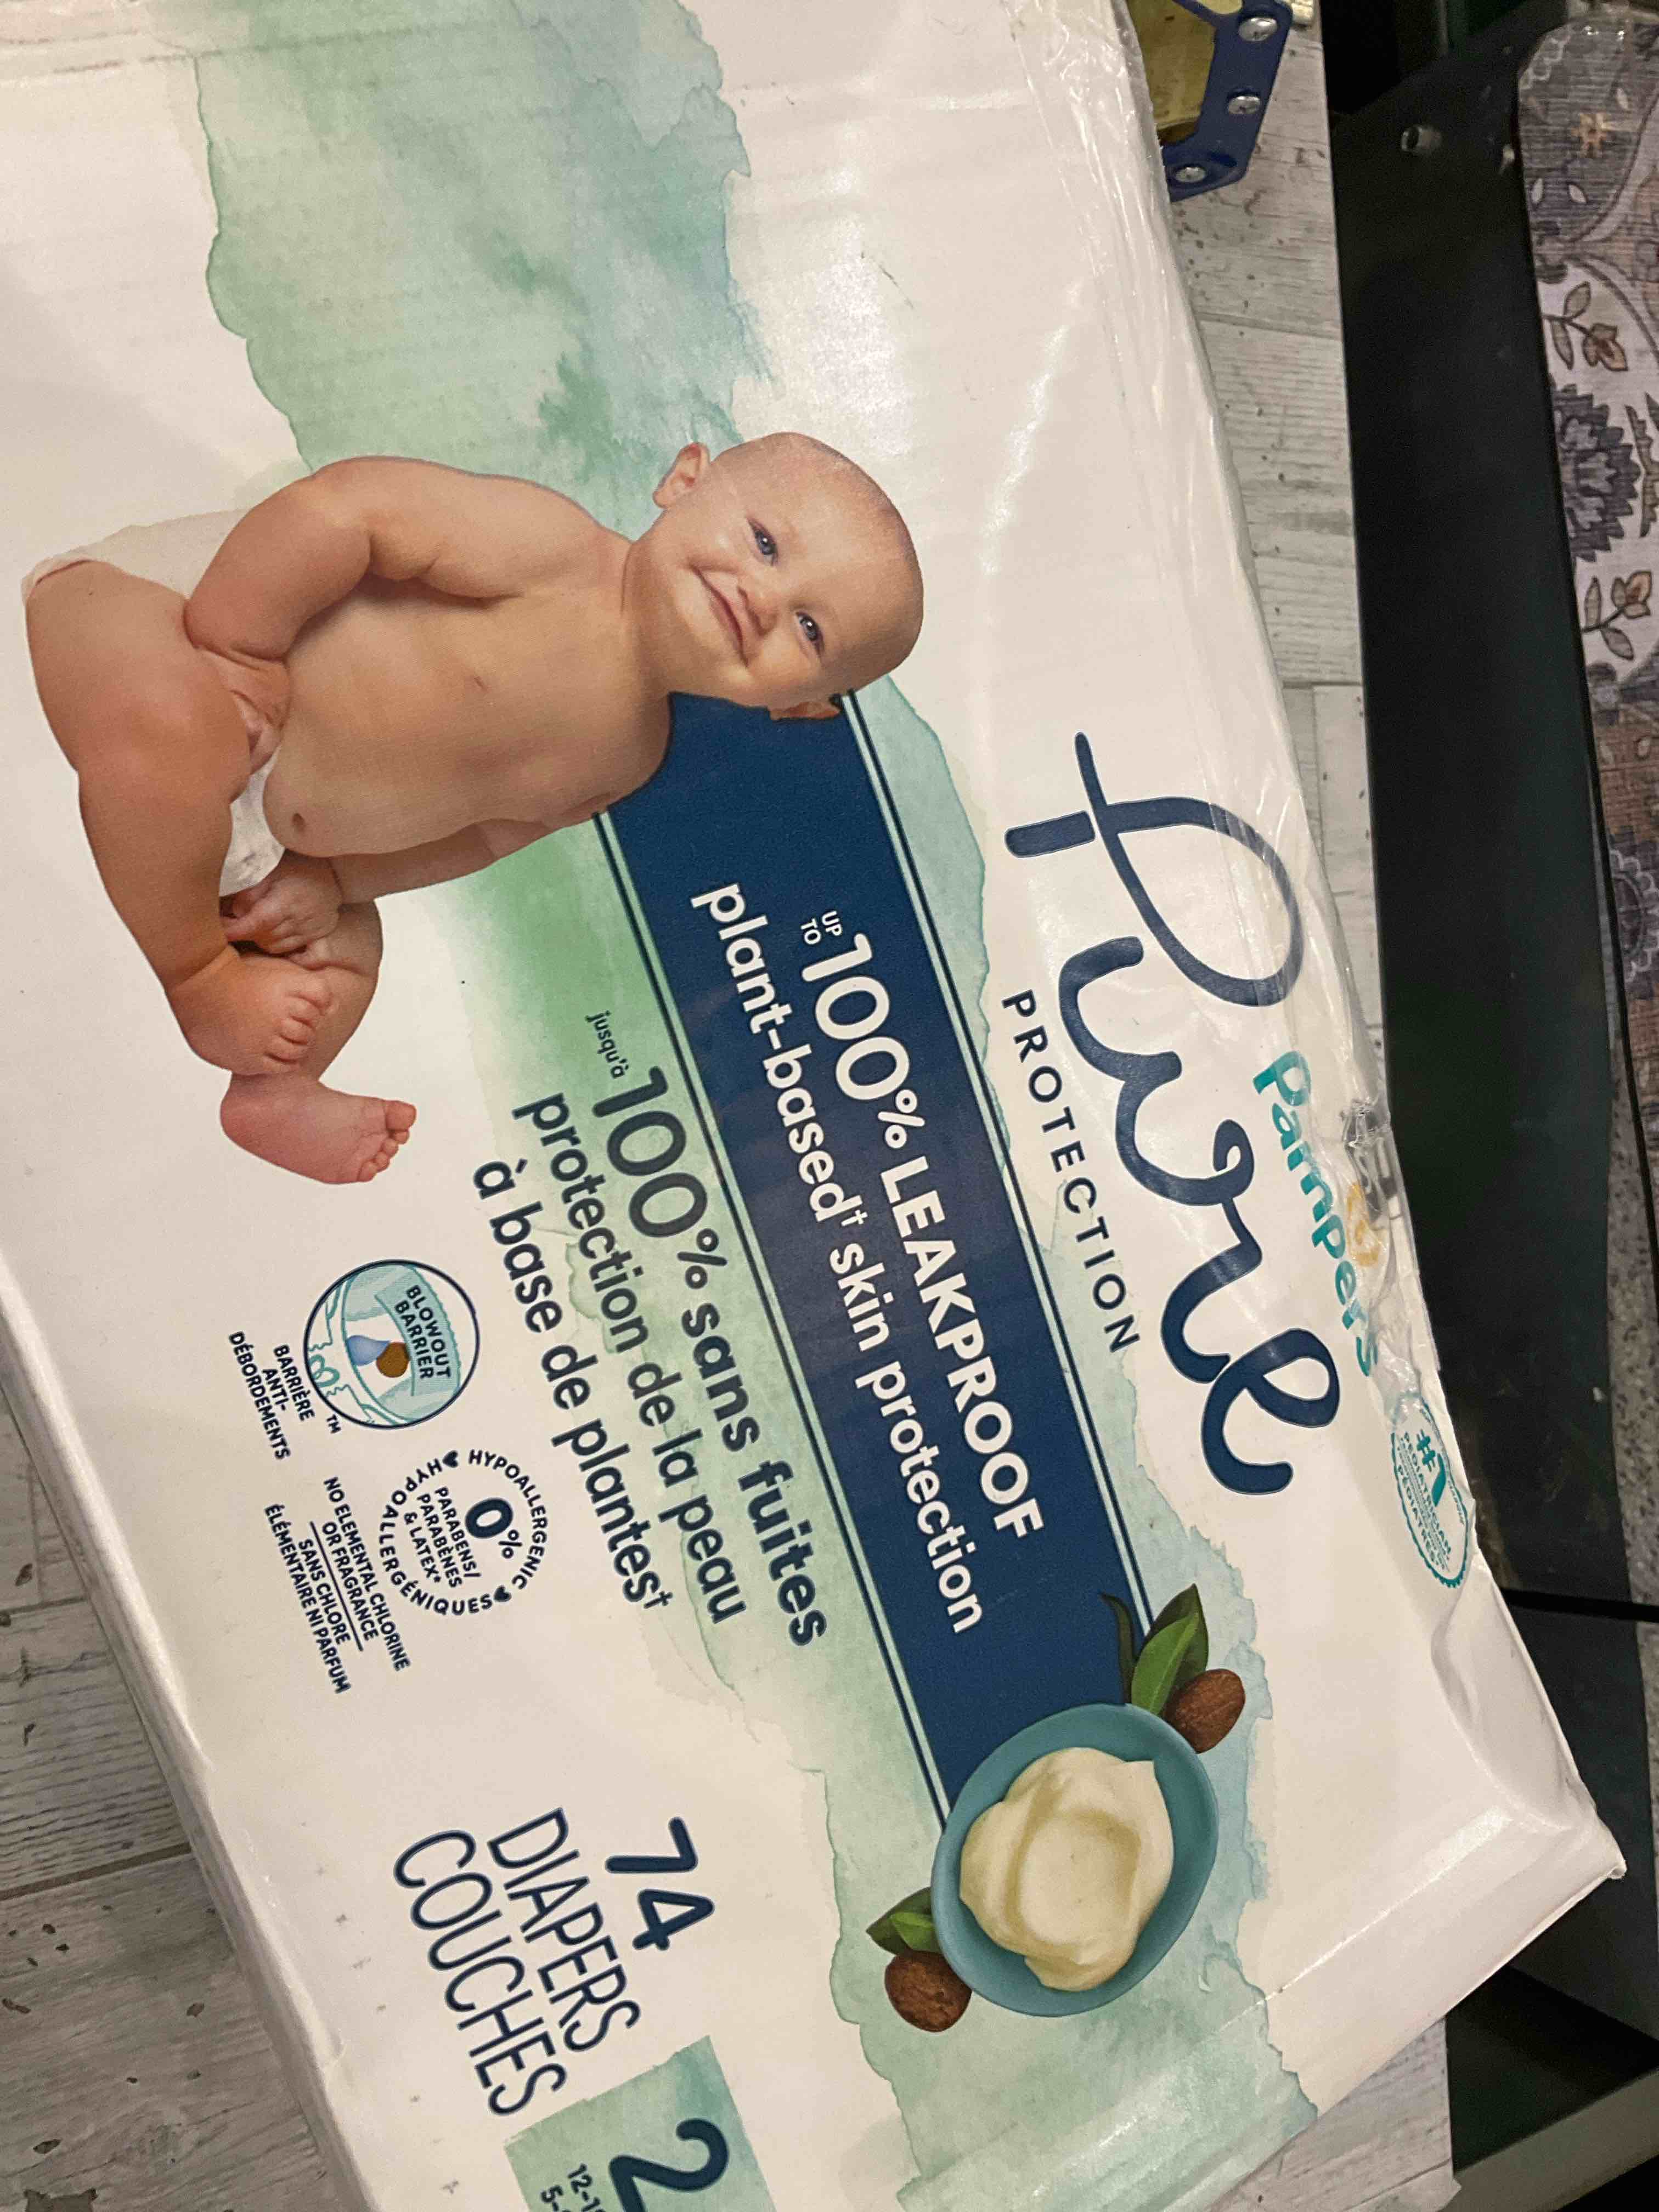 Pampers
#1
Pure
PROTECTION
UP TO 100% LEAKPROOF
plant-based† skin protection
jusqu'à 100% sans fuites
protection de la peau
à base de plantes†
BLOWOUT
BARRIER
TM
BARRIÈRE
ANTI-
DÉBORDEMENTS
HYPOALLERGENIC
0%
PARABENS/
PARABÈNES
& LATEX*
HYPOALLERGÉNIQUES
NO ELEMENTAL CHLORINE
OR FRAGRANCE
SANS CHLORE
ÉLÉMENTAIRE NI PARFUM
74
DIAPERS
COUCHES
2